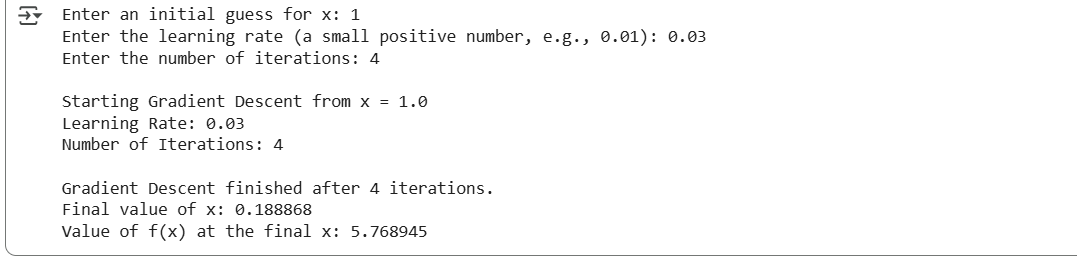 Enter an initial guess for x: 1
Enter the learning rate (a small positive number, e.g., 0.01): 0.03
Enter the number of iterations: 4
Starting Gradient Descent from x = 1.0
Learning Rate: 0.03
Number of Iterations: 4
Gradient Descent finished after 4 iterations.
Final value of x: 0.188868
Value of f(x) at the final x: 5.768945